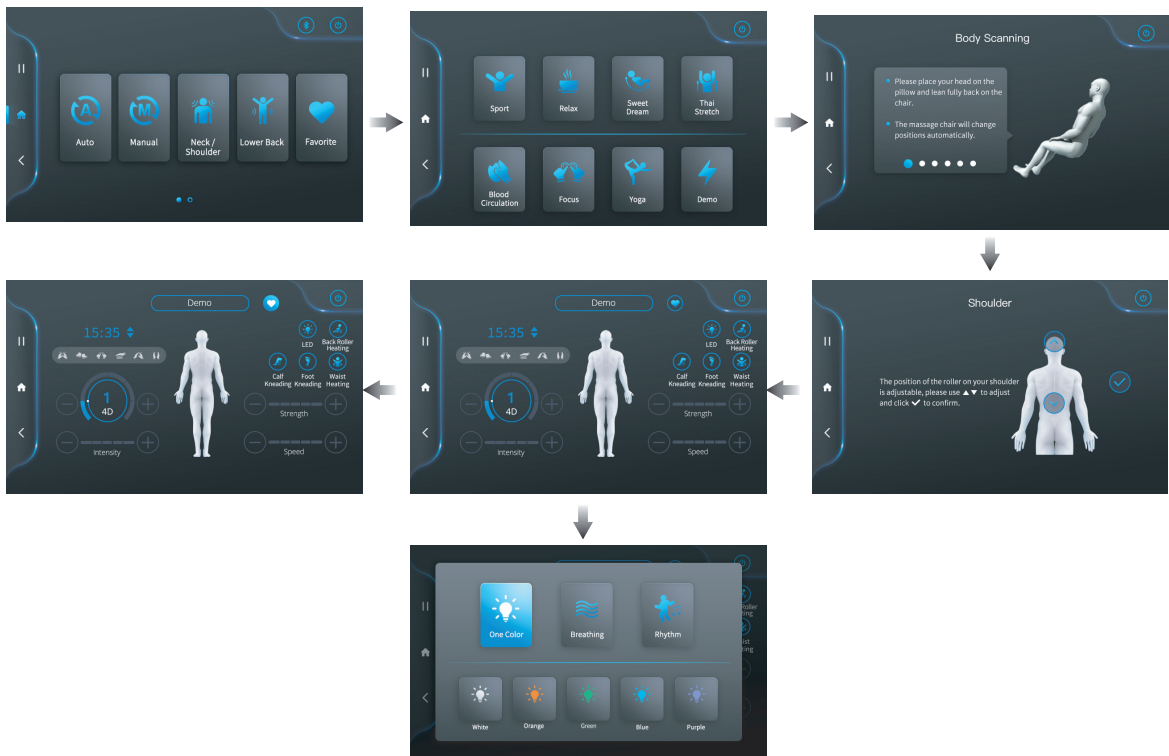 Auto
Manual
Neck /
Shoulder
Lower Back
Favorite
Sport
Relax
Sweet
Dream
Thai
Stretch
Blood
Circulation
Focus
Yoga
Demo
Body Scanning
Please place your head on the
pillow and lean fully back on the
chair.
The massage chair will change
positions automatically.
Demo
15:35
LED
Back Roller
Heating
Calf
Kneading
Foot
Kneading
Waist
Heating
1
4D
Strength
Intensity
Speed
Demo
15:35
LED
Back Roller
Heating
Calf
Kneading
Foot
Kneading
Waist
Heating
1
4D
Strength
Intensity
Speed
Shoulder
The position of the roller on your shoulder
is adjustable, please use ▲▼ to adjust
and click ✓ to confirm.
One Color
Breathing
Rhythm
White
Orange
Green
Blue
Purple